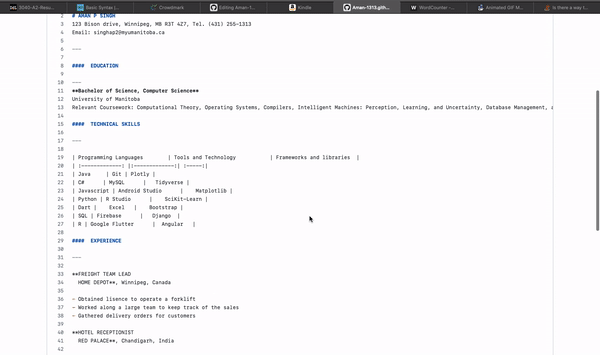 3040-A2-Resu...
Basic Syntax |...
Crowdmark
Editing Aman-1...
Kindle
Aman-1313.gith...
WordCounter -...
Animated GIF M...
Is there a way t...
2 # AMAN P SINGH
3 123 Bison drive, Winnipeg, MB R3T 427, Tel. (431) 255-1313
4 Email: singhap2@myumanitoba.ca
5
6 ---
7
8 #### EDUCATION
9
10 ---
11 **Bachelor of Science, Computer Science**
12 University of Manitoba
13 Relevant Coursework: Computational Theory, Operating Systems, Compilers, Intelligent Machines: Perception, Learning, and Uncertainty, Database Management,
14
15 #### TECHNICAL SKILLS
16
17 ---
18
19 | Programming Languages | Tools and Technology | Frameworks and libraries |
20 | :-------------: |:-------------:| :-----:|
21 | Java | Git | Plotly |
22 | C# | MySQL | Tidyverse |
23 | Javascript | Android Studio | Matplotlib |
24 | Python | R Studio | SciKit-Learn |
25 | Dart | Excel | Bootstrap |
26 | SQL | Firebase | Django |
27 | R | Google Flutter | Angular |
28
29 #### EXPERIENCE
30
31 ---
32
33 **FREIGHT TEAM LEAD
34 HOME DEPOT**, Winnipeg, Canada
35
36 - Obtained lisence to operate a forklift
37 - Worked along a large team to keep track of the sales
38 - Gathered delivery orders for customers
39
40 **HOTEL RECEPTIONIST
41 RED PALACE**, Chandigarh, India
42